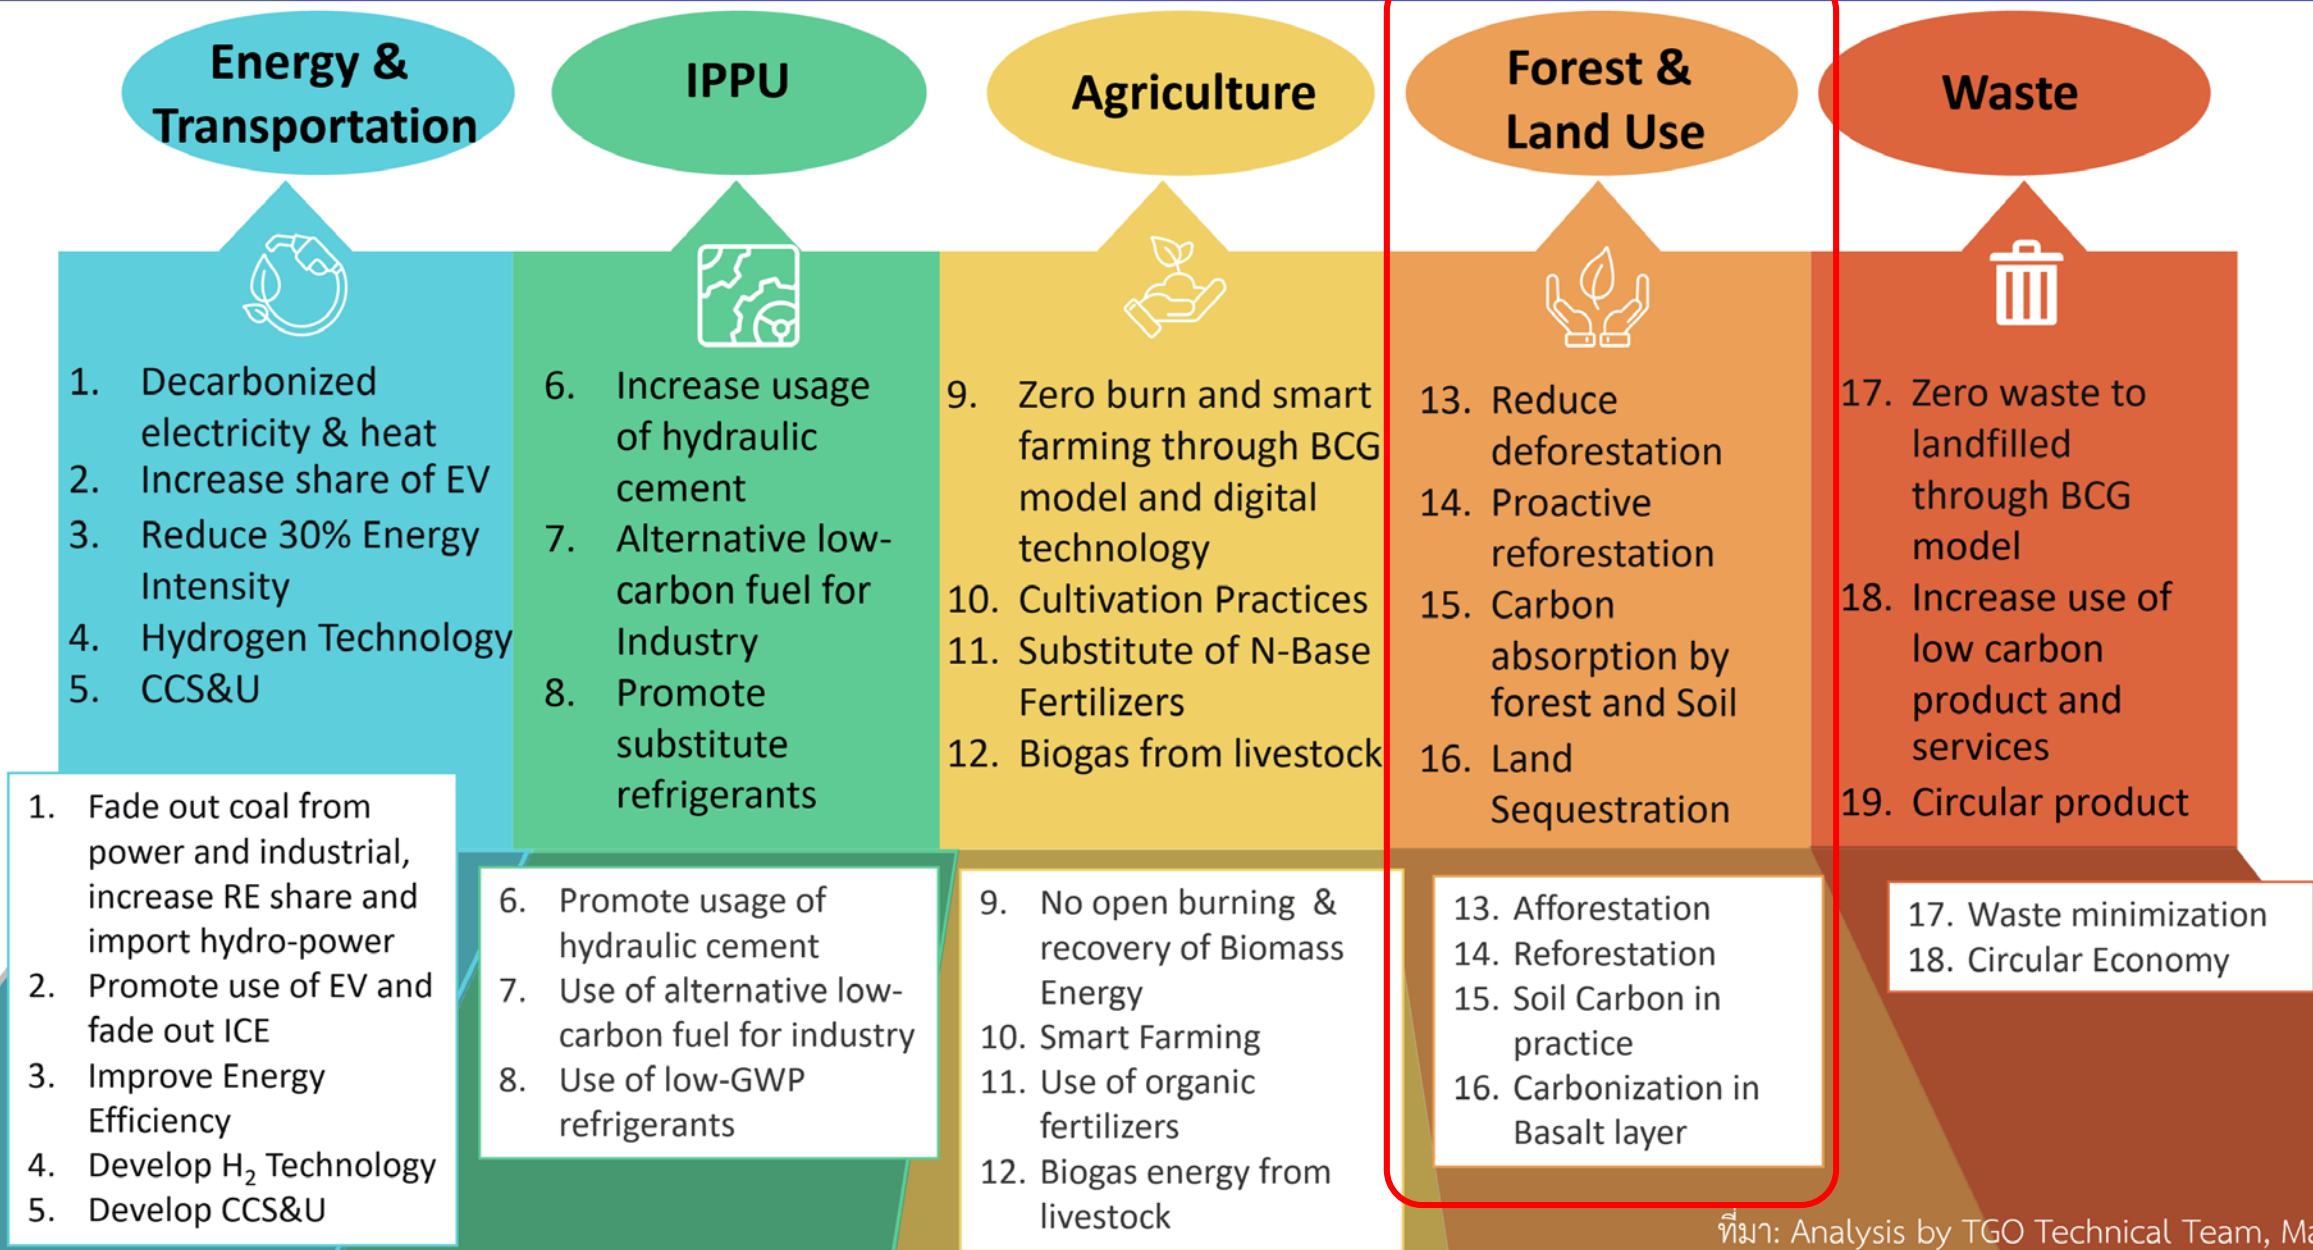 Energy &
Transportation
IPPU
Agriculture
Forest &
Land Use
Waste
1. Decarbonized
electricity & heat
2. Increase share of EV
3. Reduce 30% Energy
Intensity
4. Hydrogen Technology
5. CCS&U
6. Increase usage
of hydraulic
cement
7. Alternative low-
carbon fuel for
Industry
8. Promote
substitute
refrigerants
9. Zero burn and smart
farming through BCG
model and digital
technology
10. Cultivation Practices
11. Substitute of N-Base
Fertilizers
12. Biogas from livestock
13. Reduce
deforestation
14. Proactive
reforestation
15. Carbon
absorption by
forest and Soil
16. Land
Sequestration
17. Zero waste to
landfilled
through BCG
model
18. Increase use of
low carbon
product and
services
19. Circular product
1. Fade out coal from
power and industrial,
increase RE share and
import hydro-power
2. Promote use of EV and
fade out ICE
3. Improve Energy
Efficiency
4. Develop H₂ Technology
5. Develop CCS&U
6. Promote usage of
hydraulic cement
7. Use of alternative low-
carbon fuel for industry
8. Use of low-GWP
refrigerants
9. No open burning &
recovery of Biomass
Energy
10. Smart Farming
11. Use of organic
fertilizers
12. Biogas energy from
livestock
13. Afforestation
14. Reforestation
15. Soil Carbon in
practice
16. Carbonization in
Basalt layer
17. Waste minimization
18. Circular Economy
ที่มา: Analysis by TGO Technical Team,